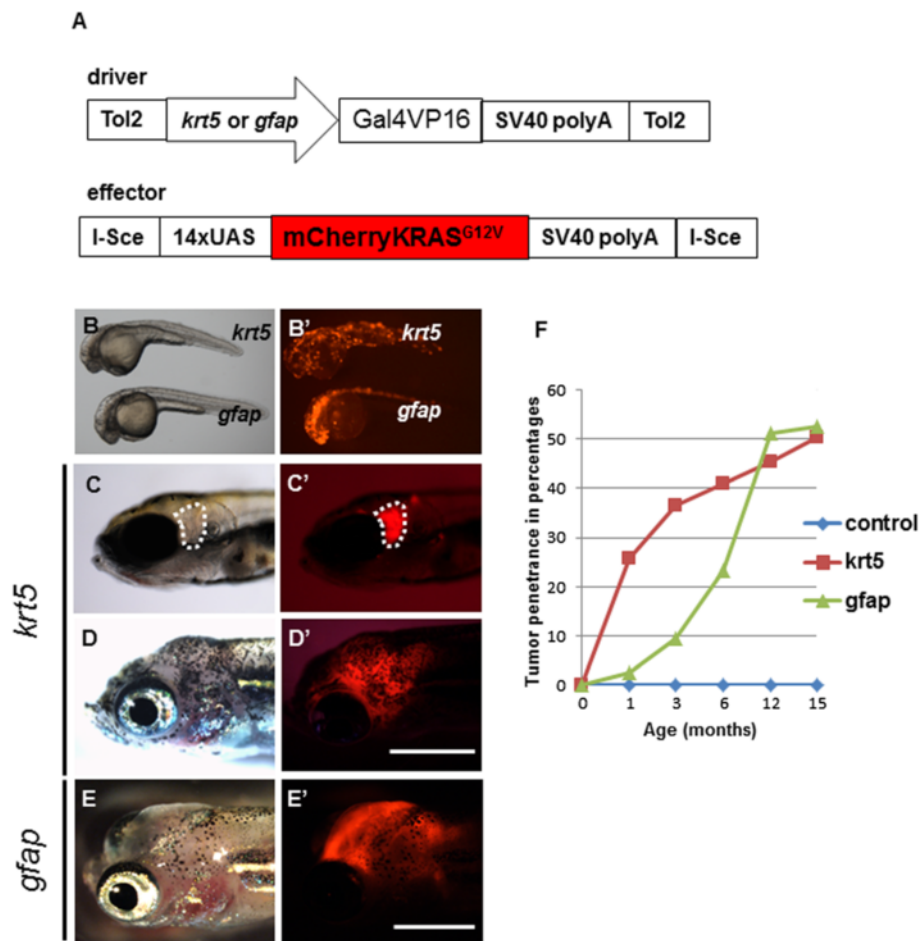 A
driver
Tol2 krt5 or gfap Gal4VP16 SV40 polyA Tol2
effector
I-Sce 14xUAS mCherryKRASG12V SV40 polyA I-Sce
B krt5 B' krt5
gfap gfap
C C'
D D'
krt5
E E'
gfap
F
60
50
40
30
20
10
0
0 1 3 6 12 15
Tumor penetrance in percentages
Age (months)
control
krt5
gfap